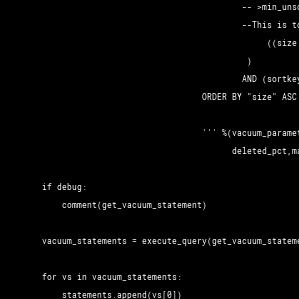 -- >min_unso
--This is to
((size
)
AND (sortkey
ORDER BY "size" ASC
''' %(vacuum_paramet
deleted_pct,ma
if debug:
comment(get_vacuum_statement)
vacuum_statements = execute_query(get_vacuum_stateme
for vs in vacuum_statements:
statements.append(vs[0])